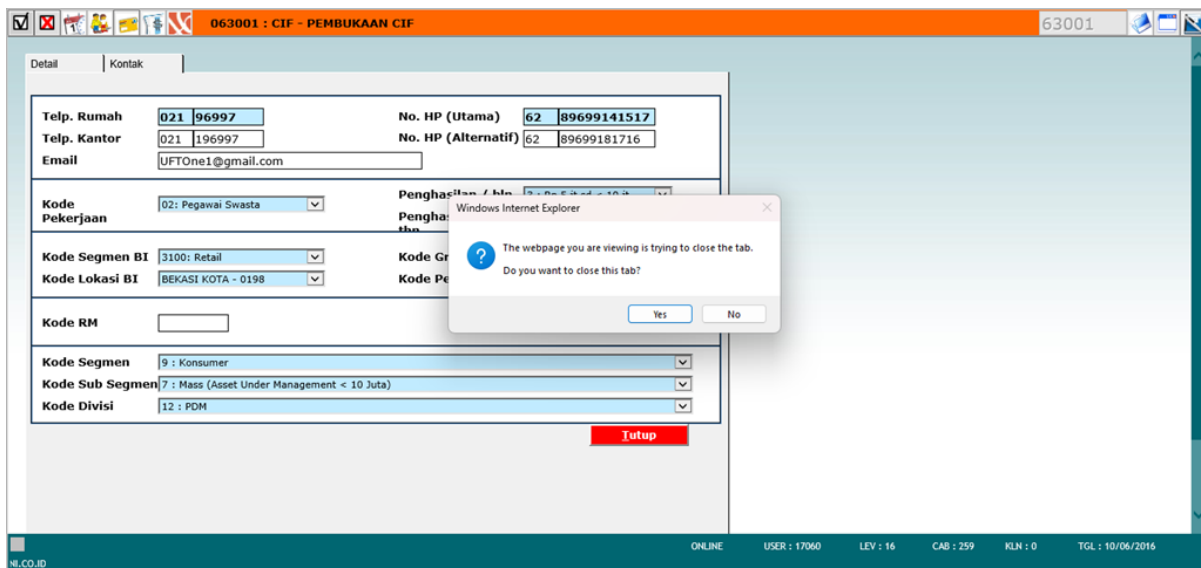 063001 : CIF - PEMBUKAAN CIF
63001
Detail
Kontak
Telp. Rumah 021 96997 No. HP (Utama) 62 89699141517
Telp. Kantor 021 196997 No. HP (Alternatif) 62 89699181716
Email UFTOne1@gmail.com
Kode Pekerjaan 02: Pegawai Swasta
Penghasilan / bln
thn
Windows Internet Explorer
The webpage you are viewing is trying to close the tab.
Do you want to close this tab?
Yes No
Kode Segmen BI 3100: Retail Kode
Kode Lokasi BI BEKASI KOTA - 0198 Kode
Kode RM
Kode Segmen 9 : Konsumer
Kode Sub Segmen 7 : Mass (Asset Under Management < 10 Juta)
Kode Divisi 12 : PDM
Tutup
ONLINE USER : 17060 LEV : 16 CAB : 259 KLN : 0 TGL : 10/06/2016
NI.CO.ID